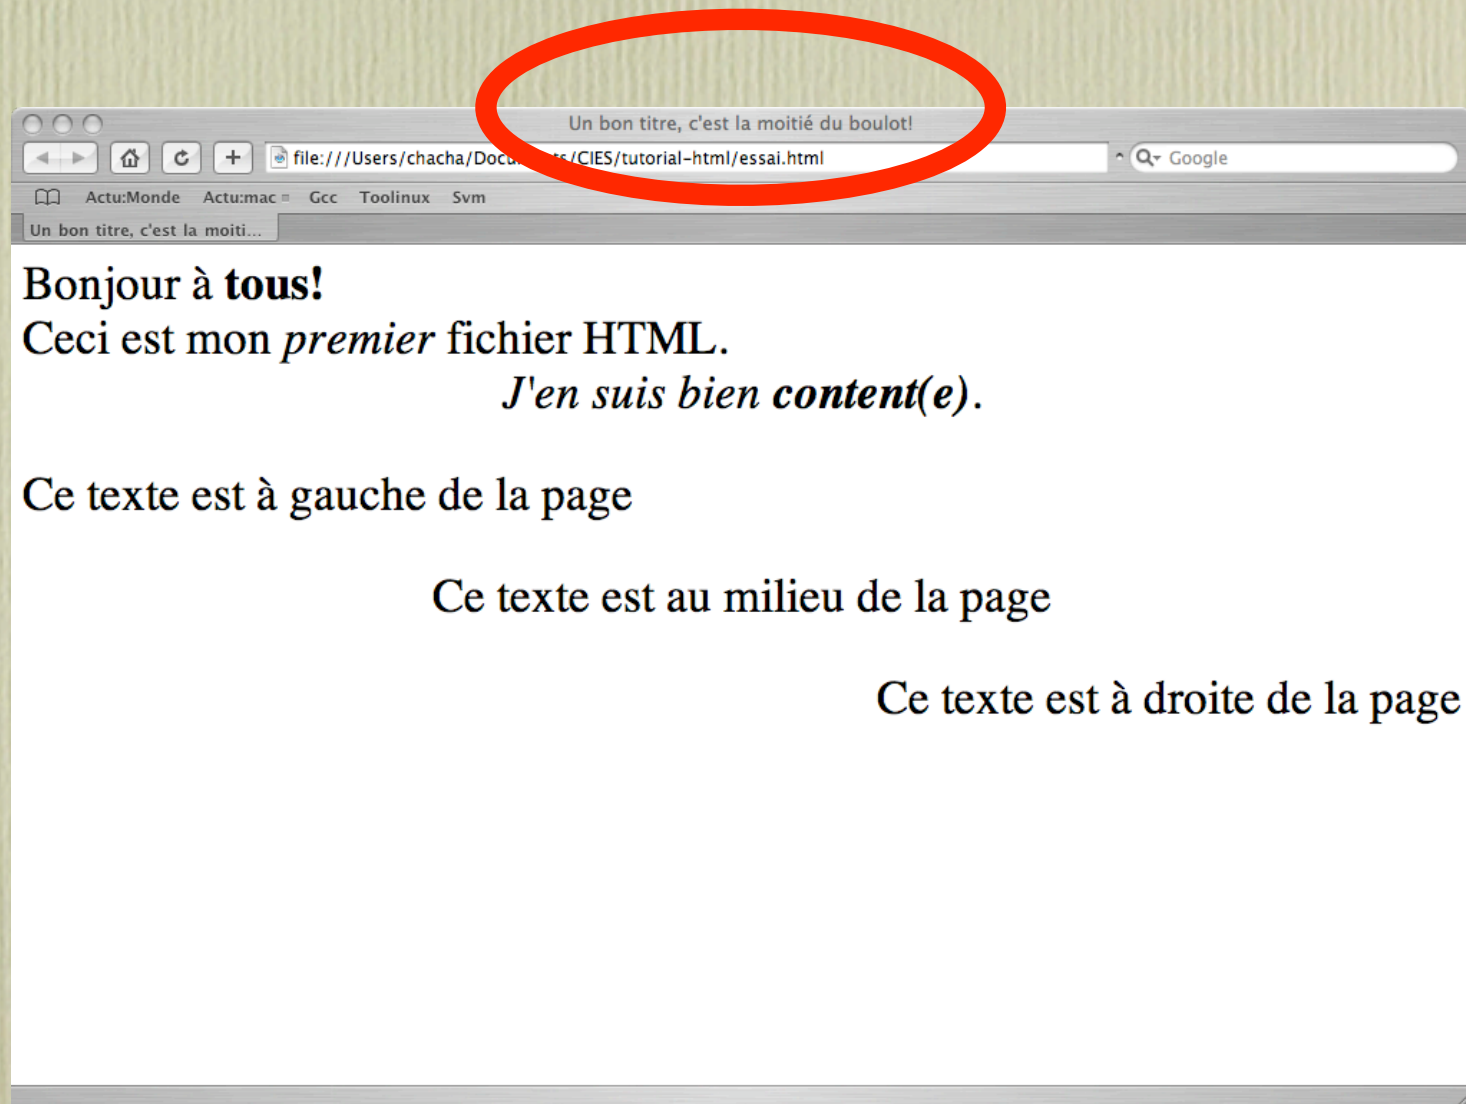 Un bon titre, c'est la moitié du boulot!
file:///Users/chacha/Documents/CIES/tutorial-html/essai.html
Google
Actu:Monde Actu:mac Gcc Toolinux Svm
Un bon titre, c'est la moiti...
Bonjour à tous!
Ceci est mon premier fichier HTML.
J'en suis bien content(e).
Ce texte est à gauche de la page
Ce texte est au milieu de la page
Ce texte est à droite de la page